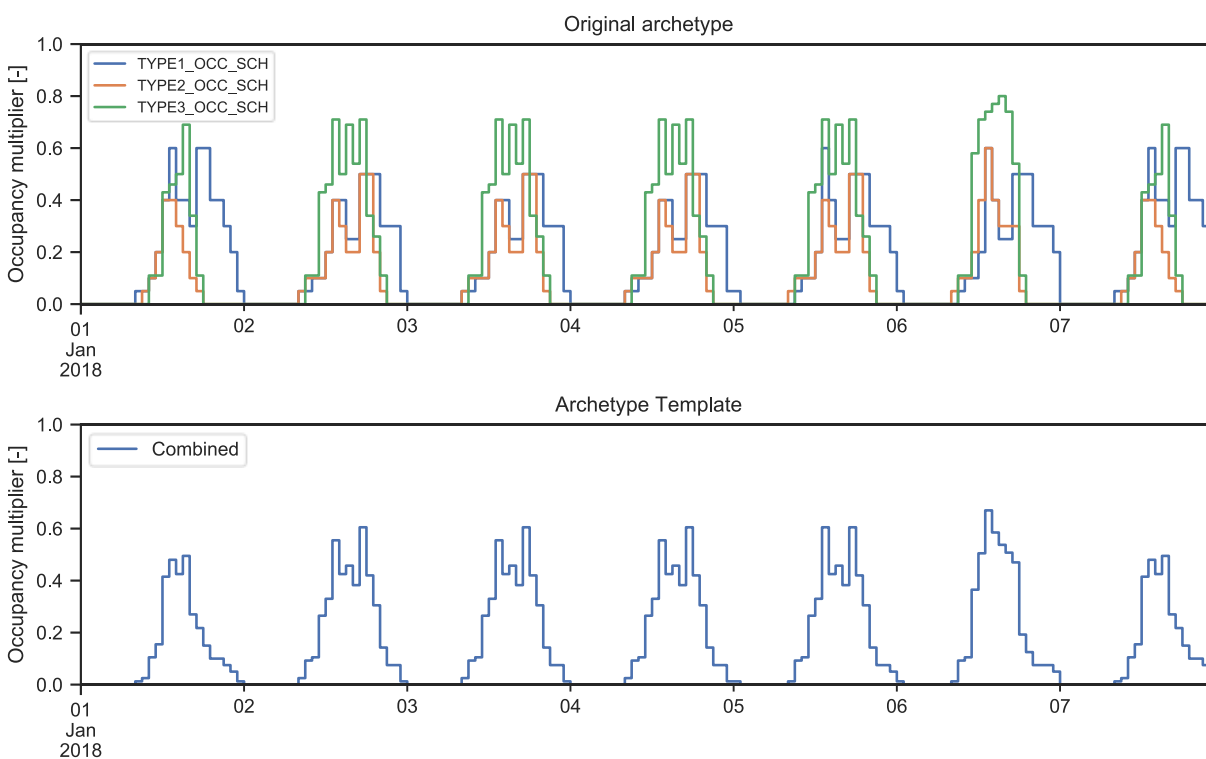 Original archetype
Occupancy multiplier [-]
1.0
0.8
0.6
0.4
0.2
0.0
TYPE1_OCC_SCH
TYPE2_OCC_SCH
TYPE3_OCC_SCH
01 02 03 04 05 06 07
Jan
2018
Archetype Template
Occupancy multiplier [-]
1.0
0.8
0.6
0.4
0.2
0.0
Combined
01 02 03 04 05 06 07
Jan
2018